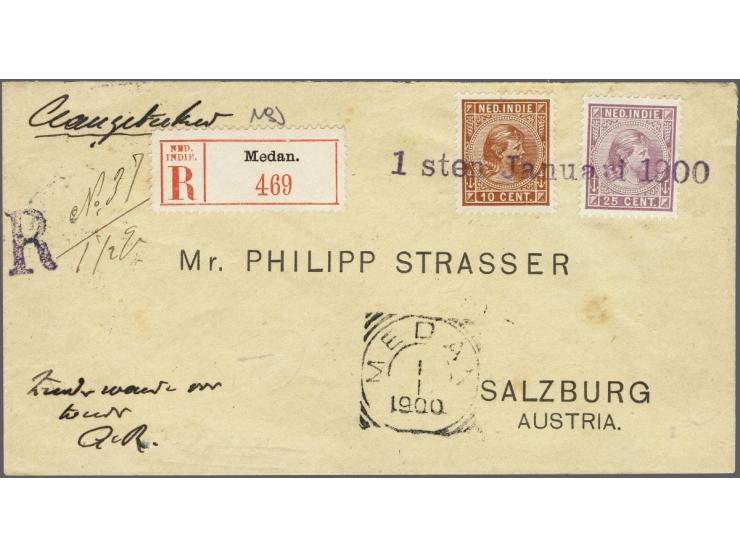 Aangetekend
NED. INDIE.
R
Medan.
469
NED. INDIE
10 CENT.
NED. INDIE
25 CENT.
1 sten Januari 1900
No. 37
R
Mr. PHILIPP STRASSER
MEDAN
1
1
1900
SALZBURG
AUSTRIA.